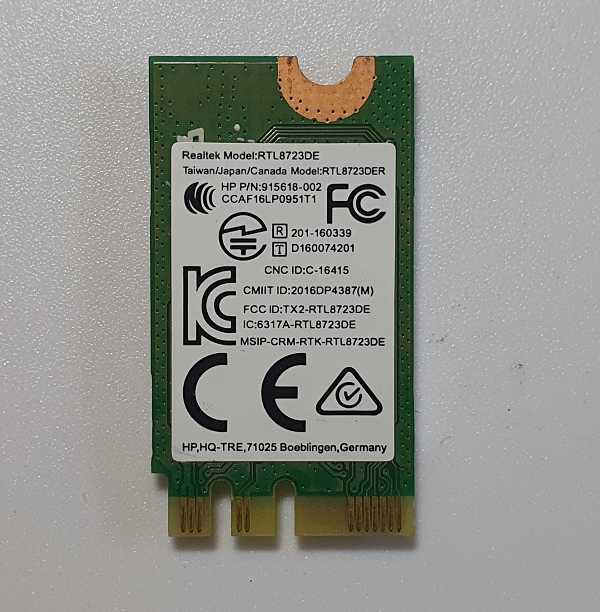 Realtek Model:RTL8723DE
Taiwan/Japan/Canada Model:RTL8723DER
HP P/N:915618-002
CCAF16LP0951T1
FC
R 201-160339
T D160074201
CNC ID:C-16415
CMIIT ID:2016DP4387(M)
FCC ID:TX2-RTL8723DE
IC:6317A-RTL8723DE
MSIP-CRM-RTK-RTL8723DE
CE
HP,HQ-TRE,71025 Boeblingen,Germany